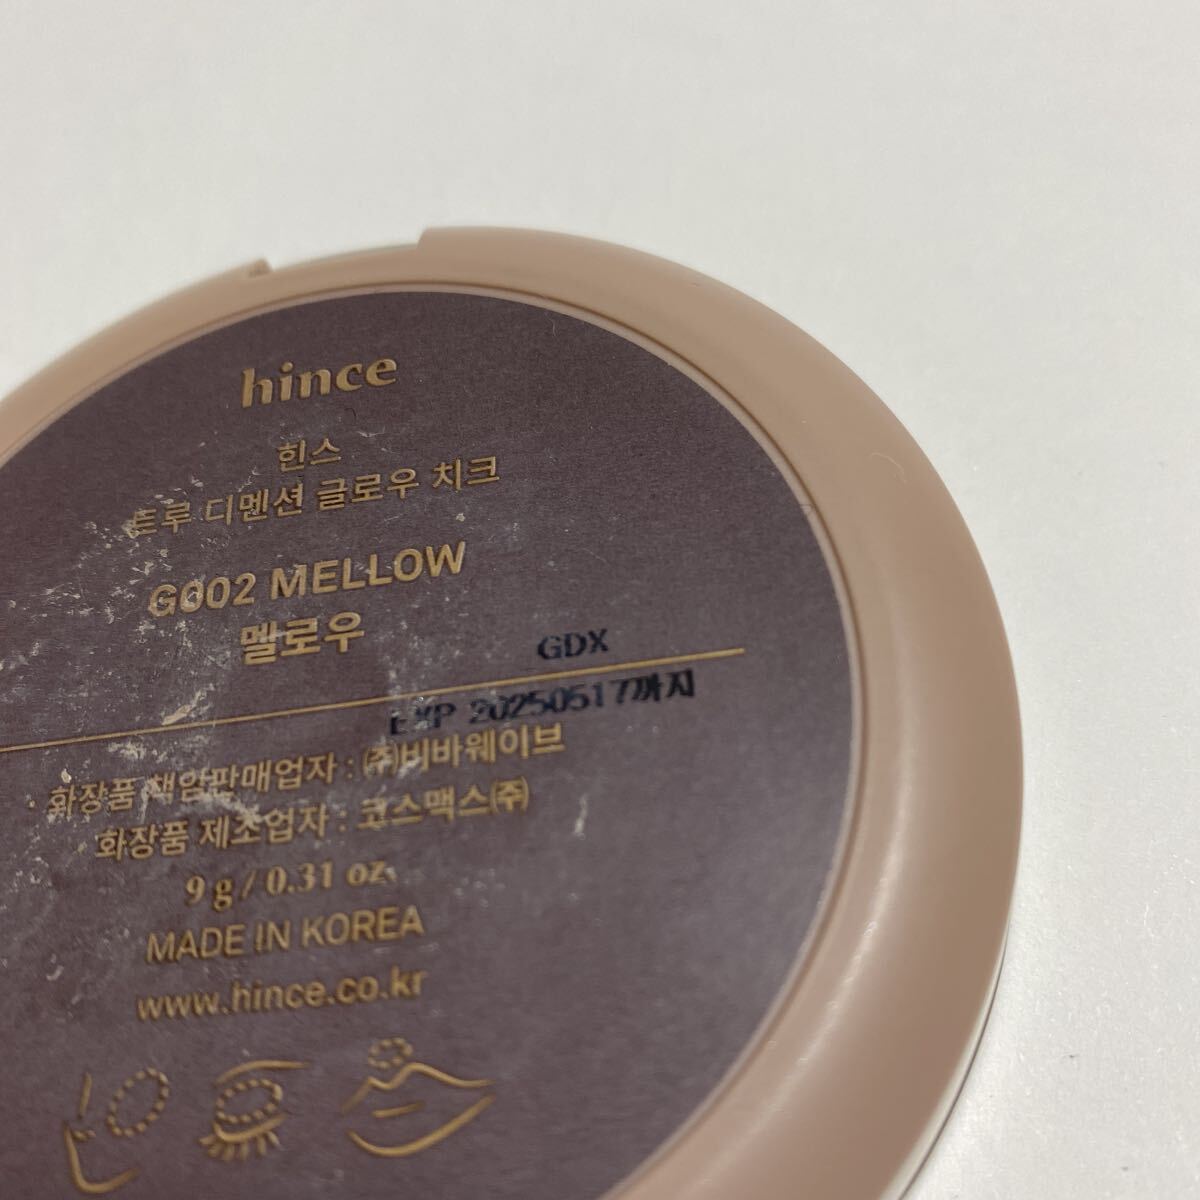 hince
힌스
트루 디멘션 글로우 치크
G002 MELLOW
멜로우
GDX
EXP 20250517까지
화장품 책임판매업자 : ㈜비바웨이브
화장품 제조업자 : 코스맥스㈜
9 g / 0.31 oz.
MADE IN KOREA
www.hince.co.kr